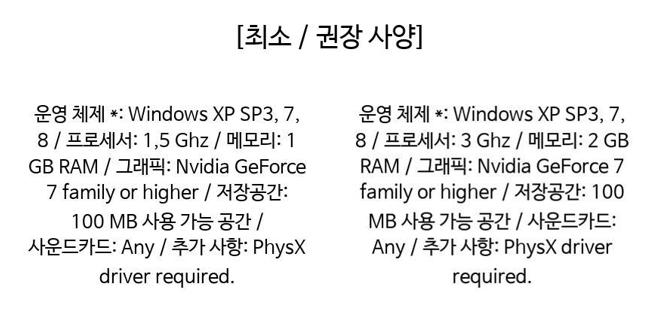 [최소 / 권장 사양]
운영 체제 *: Windows XP SP3, 7,
8 / 프로세서: 1,5 Ghz / 메모리: 1
GB RAM / 그래픽: Nvidia GeForce
7 family or higher / 저장공간:
100 MB 사용 가능 공간 /
사운드카드: Any / 추가 사항: PhysX
driver required.
운영 체제 *: Windows XP SP3, 7,
8 / 프로세서: 3 Ghz / 메모리: 2 GB
RAM / 그래픽: Nvidia GeForce 7
family or higher / 저장공간: 100
MB 사용 가능 공간 / 사운드카드:
Any / 추가 사항: PhysX driver
required.